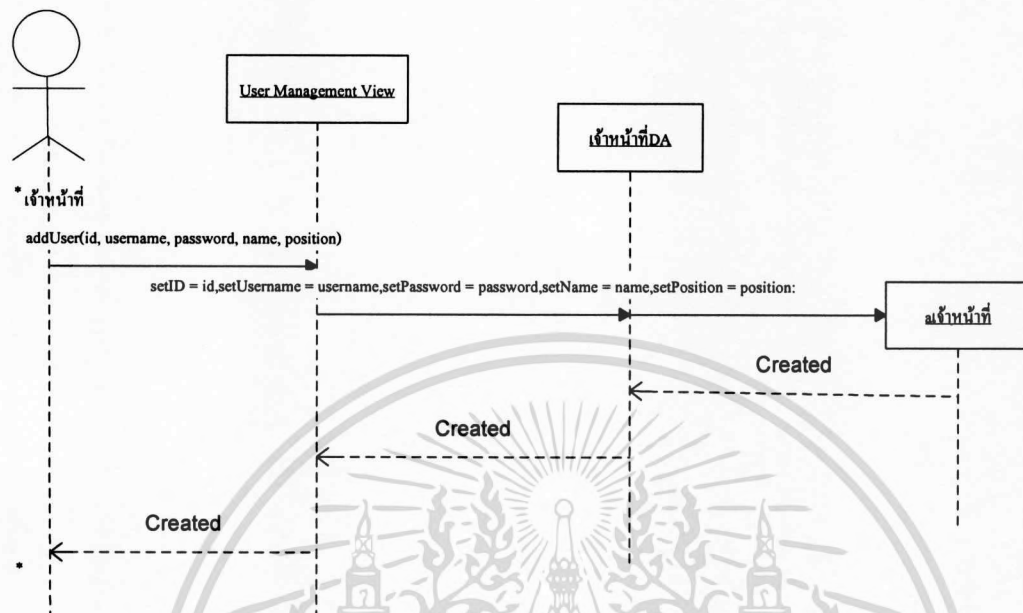 User Management View
เจ้าหน้าที่DA
* เจ้าหน้าที่
addUser(id, username, password, name, position)
setID = id,setUsername = username,setPassword = password,setName = name,setPosition = position:
aเจ้าหน้าที่
Created
Created
Created
*